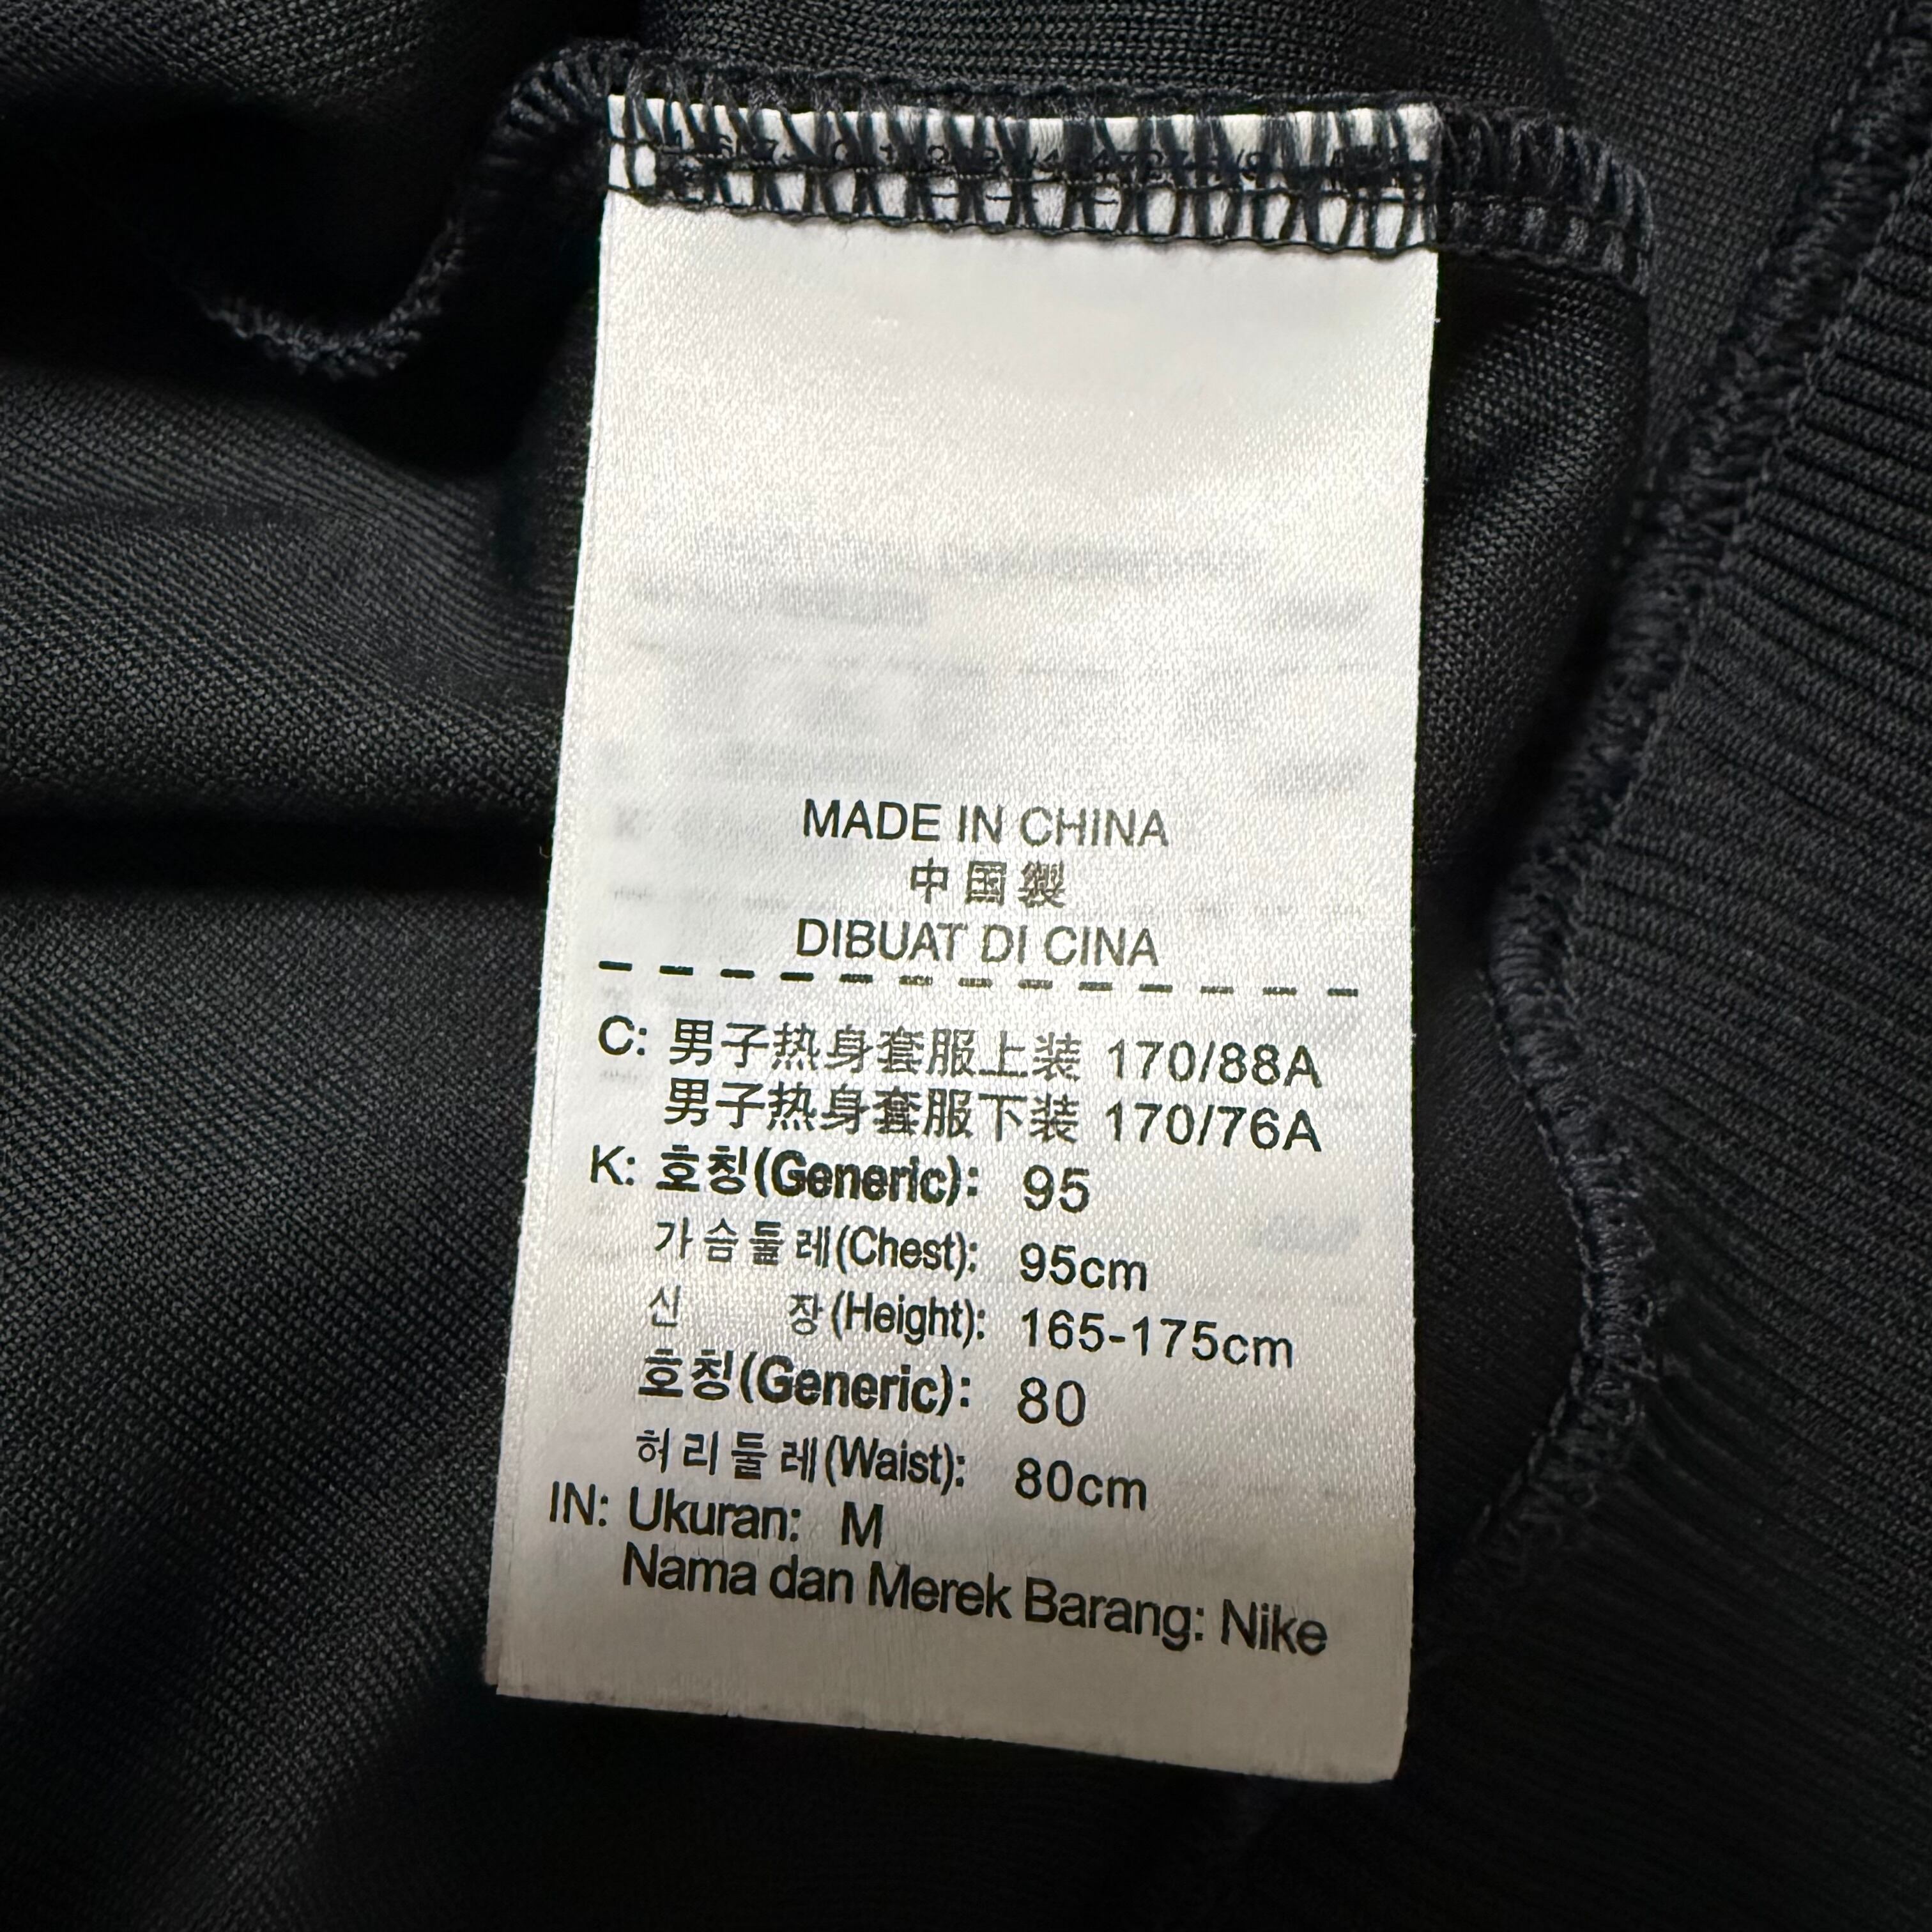 MADE IN CHINA
中国製
DIBUAT DI CINA
C: 男子热身套服上装 170/88A
男子热身套服下装 170/76A
K: 호칭(Generic): 95
가슴둘레(Chest): 95cm
신 장(Height): 165-175cm
호칭(Generic): 80
허리둘레(Waist): 80cm
IN: Ukuran: M
Nama dan Merek Barang: Nike